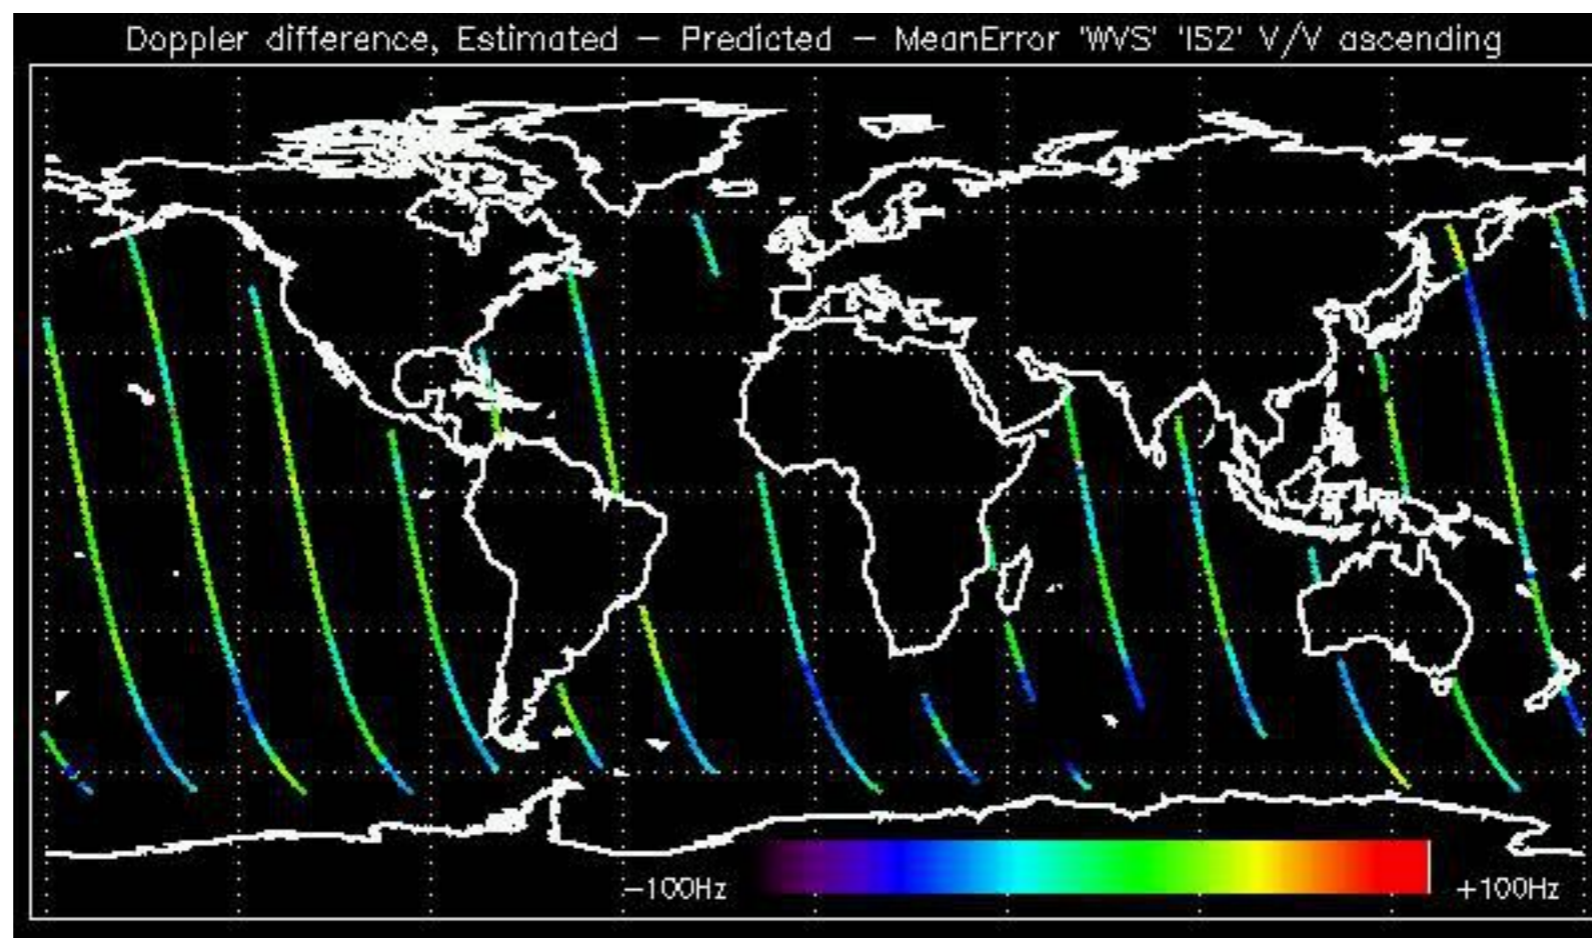 Doppler difference, Estimated – Predicted – MeanError 'WVS' 'IS2' V/V ascending
–100Hz
+100Hz